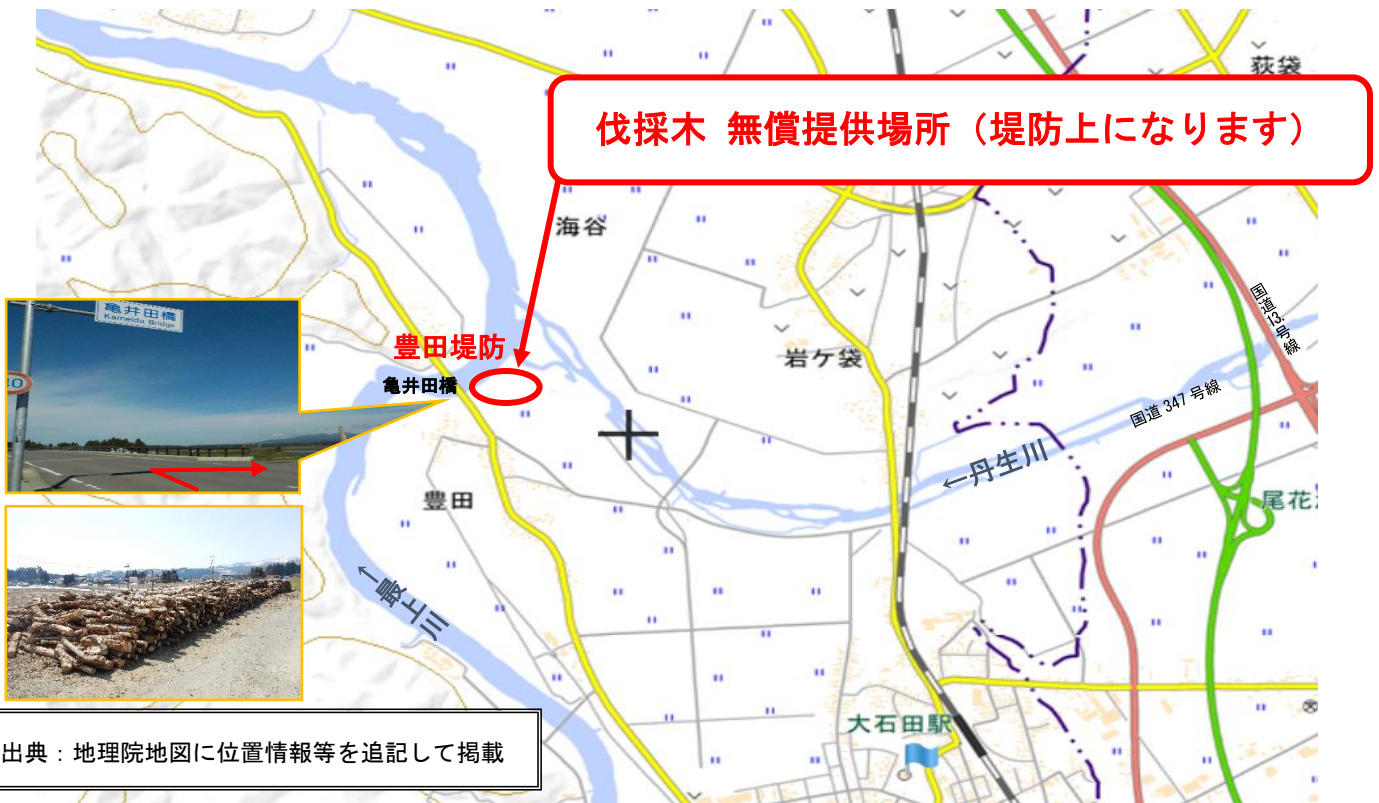 荻袋
伐採木 無償提供場所（堤防上になります）
海谷
国道13号線
亀井田橋
Kameida Bridge
40
豊田堤防
亀井田橋
岩ケ袋
国道 347 号線
←丹生川
豊田
尾花
←最上川
大石田駅
出典：地理院地図に位置情報等を追記して掲載